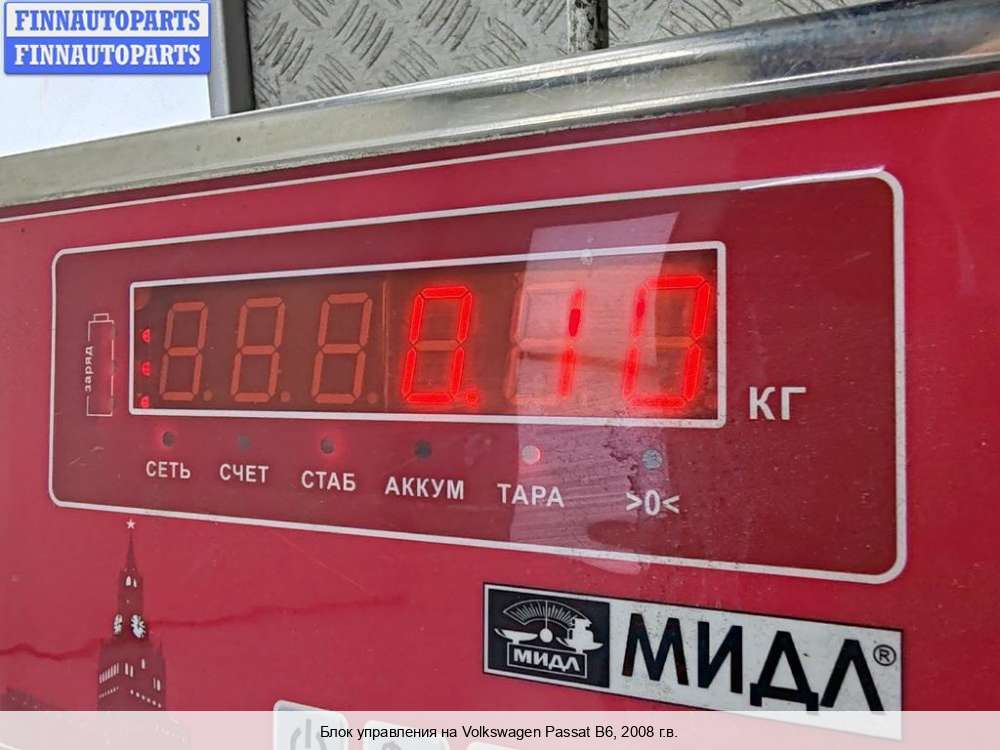 FINNAUTOPARTS
FINNAUTOPARTS
заряд
0.10
КГ
СЕТЬ СЧЕТ СТАБ АККУМ ТАРА >0<
МИДЛ
МИДЛ®
Блок управления на Volkswagen Passat B6, 2008 г.в.